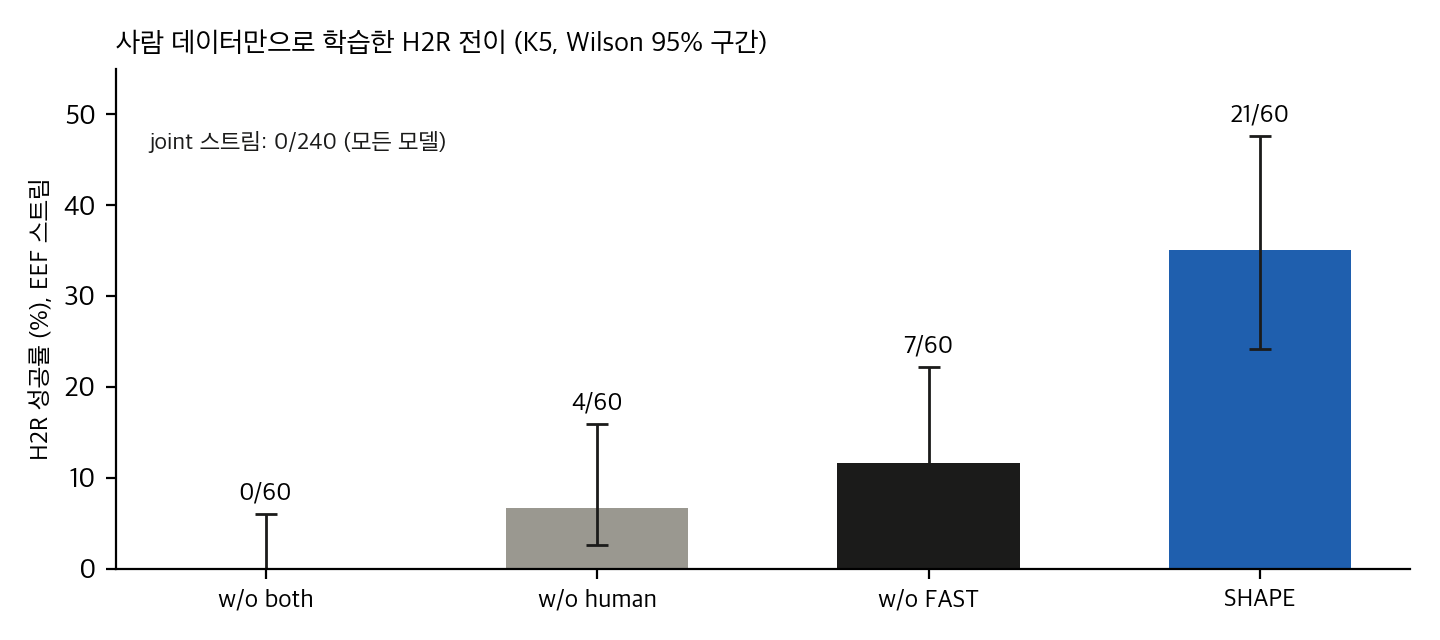 사람 데이터만으로 학습한 H2R 전이 (K5, Wilson 95% 구간)
H2R 성공률 (%), EEF 스트림
50
40
30
20
10
0
joint 스트림: 0/240 (모든 모델)
0/60
4/60
7/60
21/60
w/o both
w/o human
w/o FAST
SHAPE